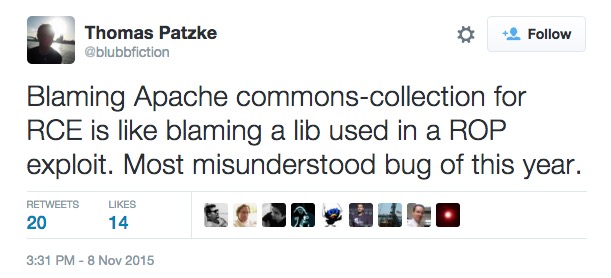 Thomas Patzke
@blubbfiction
Follow
Blaming Apache commons-collection for
RCE is like blaming a lib used in a ROP
exploit. Most misunderstood bug of this year.
RETWEETS
20
LIKES
14
3:31 PM - 8 Nov 2015